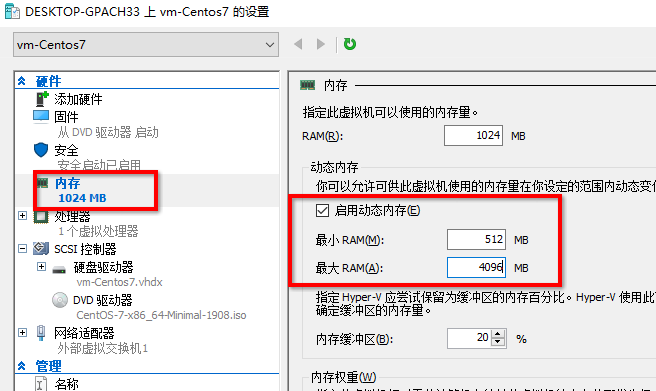 DESKTOP-GPACH33 上 vm-Centos7 的设置
vm-Centos7
硬件
添加硬件
固件
从 DVD 驱动器 启动
安全
安全启动已启用
内存
1024 MB
处理器
1 个虚拟处理器
SCSI 控制器
硬盘驱动器
vm-Centos7.vhdx
DVD 驱动器
CentOS-7-x86_64-Minimal-1908.iso
网络适配器
外部虚拟交换机1
管理
名称
内存
指定此虚拟机可以使用的内存量。
RAM(R): 1024 MB
动态内存
你可以允许可供此虚拟机使用的内存量在你设定的范围内动态变
启用动态内存(E)
最小 RAM(M): 512 MB
最大 RAM(A): 4096 MB
指定 Hyper-V 应尝试保留为缓冲区的内存百分比。Hyper-V 使用此
确定缓冲区的内存量。
内存缓冲区(B): 20 %
内存权重(W)